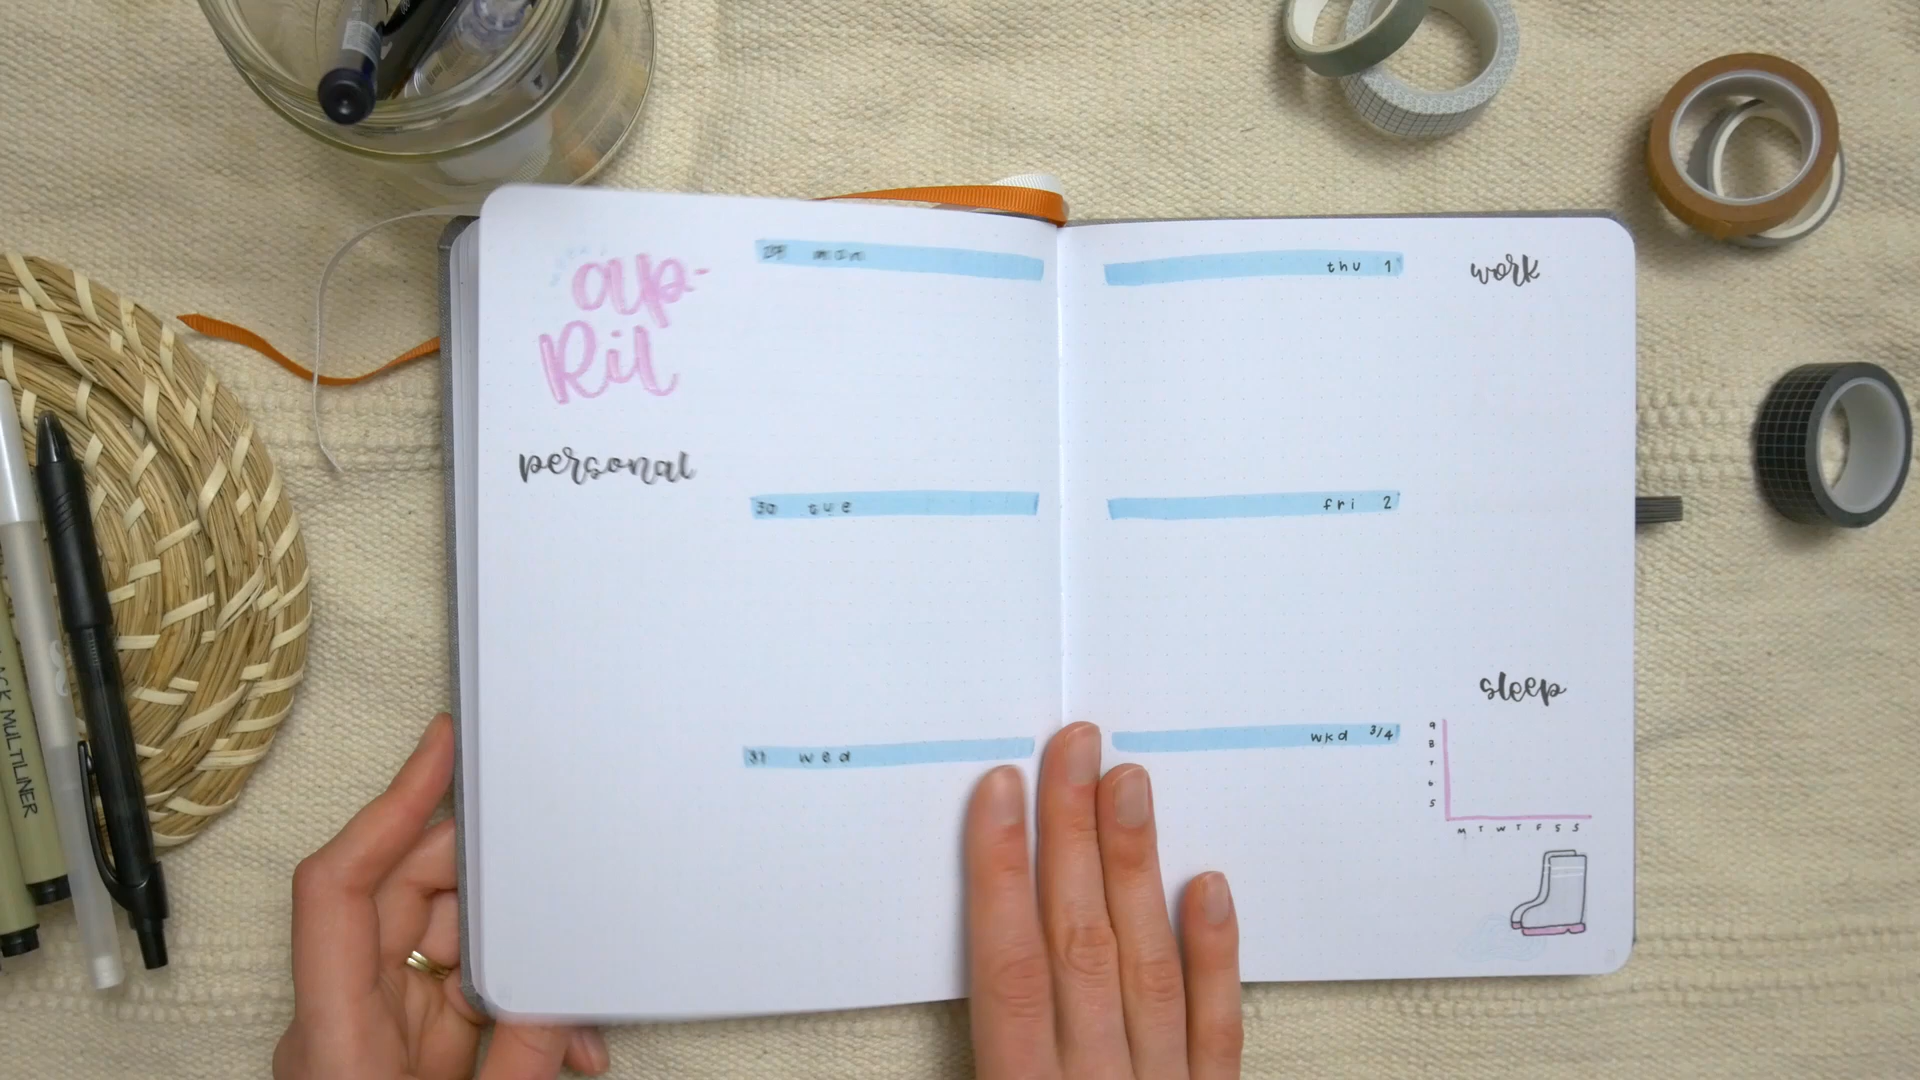 ap-
Ril
personal
29 mon
30 tue
31 wed
thu 1
fri 2
wkd 3/4
work
sleep
9
8
7
6
5
M T W T F S S
MULTILINER